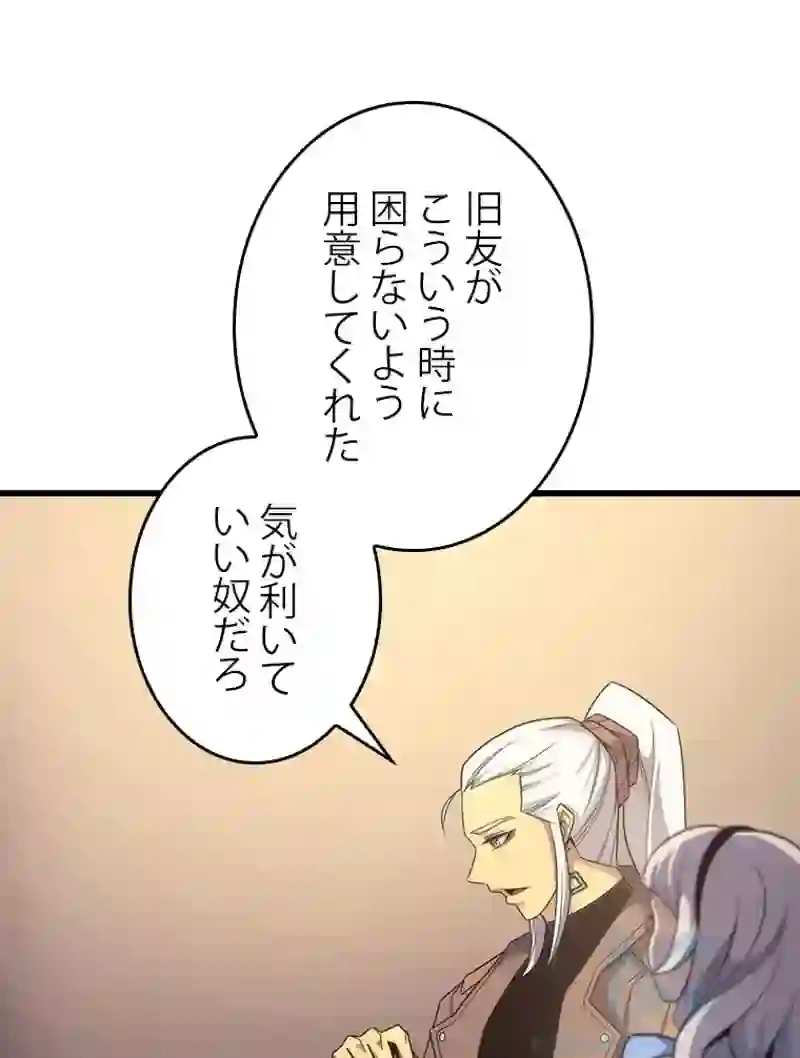 旧友が
こういう時に
困らないよう
用意してくれた
気が利いて
いい奴だろ